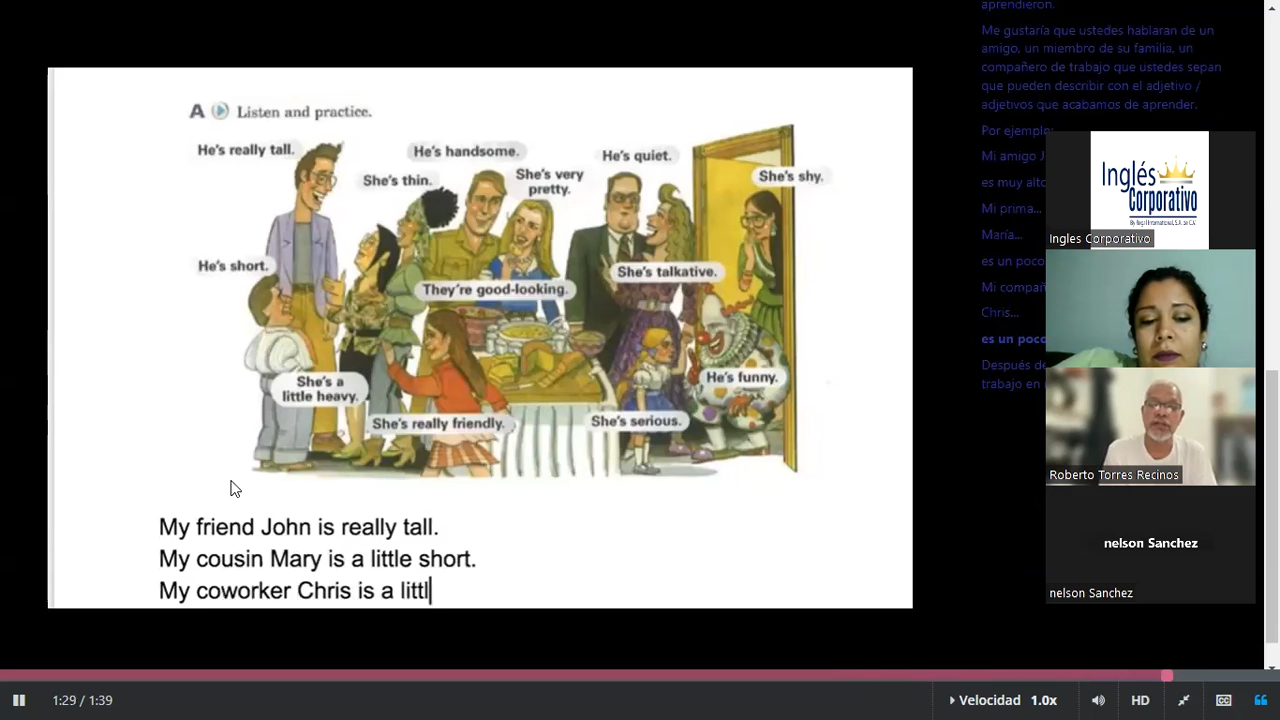 A Listen and practice.
He's really tall.
He's handsome.
He's quiet.
She's thin.
She's very
pretty.
She's shy.
He's short.
She's talkative.
They're good-looking.
She's a
little heavy.
He's funny.
She's really friendly.
She's serious.
My friend John is really tall.
My cousin Mary is a little short.
My coworker Chris is a littl
aprendieron.
Me gustaría que ustedes hablaran de un
amigo, un miembro de su familia, un
compañero de trabajo que ustedes sepan
que pueden describir con el adjetivo /
adjetivos que acabamos de aprender.
Por ejemplo:
Mi amigo J
es muy alto
Mi prima...
María...
es un poco
Mi compañ
Chris...
es un poco
Después de
trabajo en
Inglés
Corporativo
Ingles Corporativo
Roberto Torres Recinos
nelson Sanchez
nelson Sanchez
1:29 / 1:39
Velocidad 1.0x
HD
CC